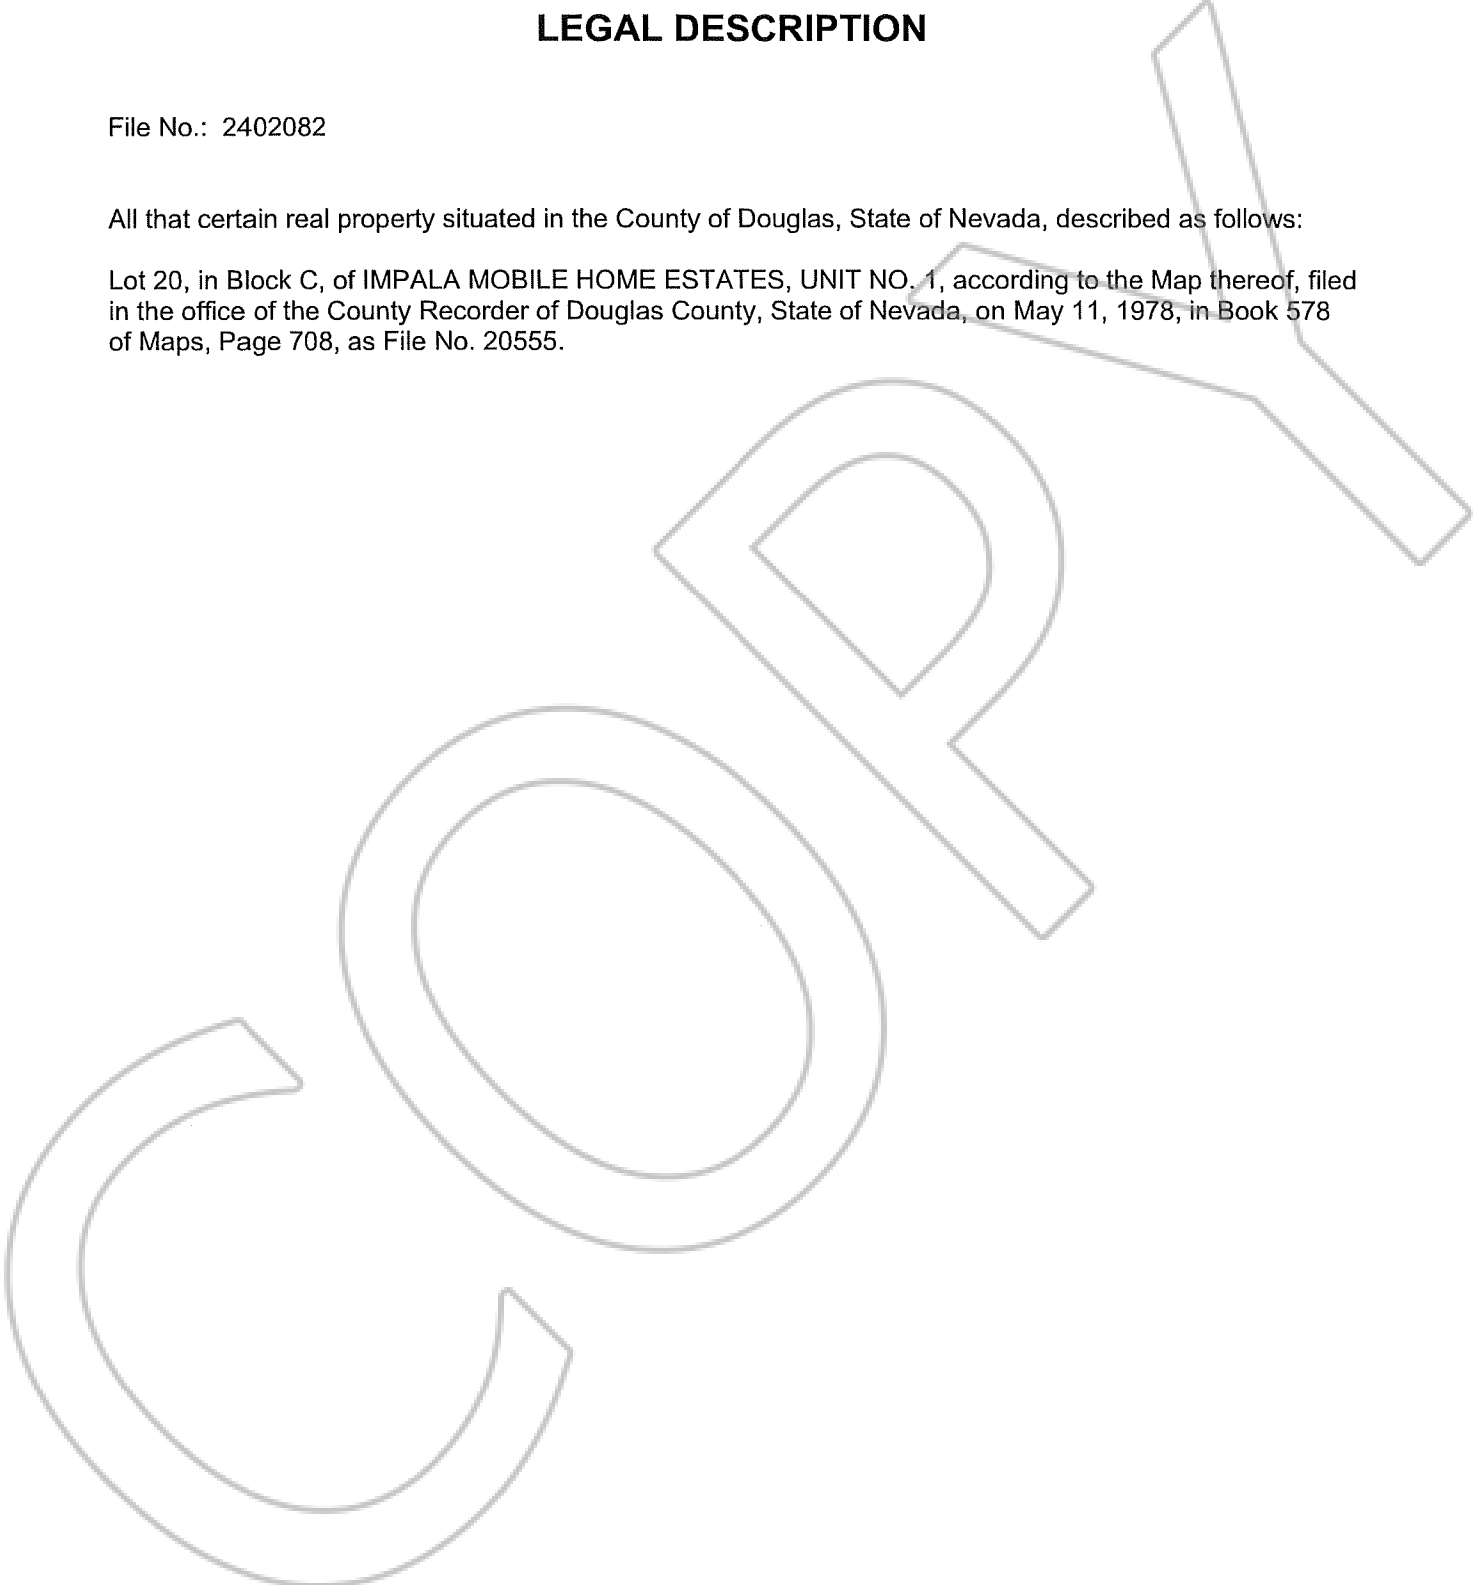 LEGAL DESCRIPTION
File No.: 2402082
All that certain real property situated in the County of Douglas, State of Nevada, described as follows:
Lot 20, in Block C, of IMPALA MOBILE HOME ESTATES, UNIT NO. 1, according to the Map thereof, filed
in the office of the County Recorder of Douglas County, State of Nevada, on May 11, 1978, in Book 578
of Maps, Page 708, as File No. 20555.
COPY